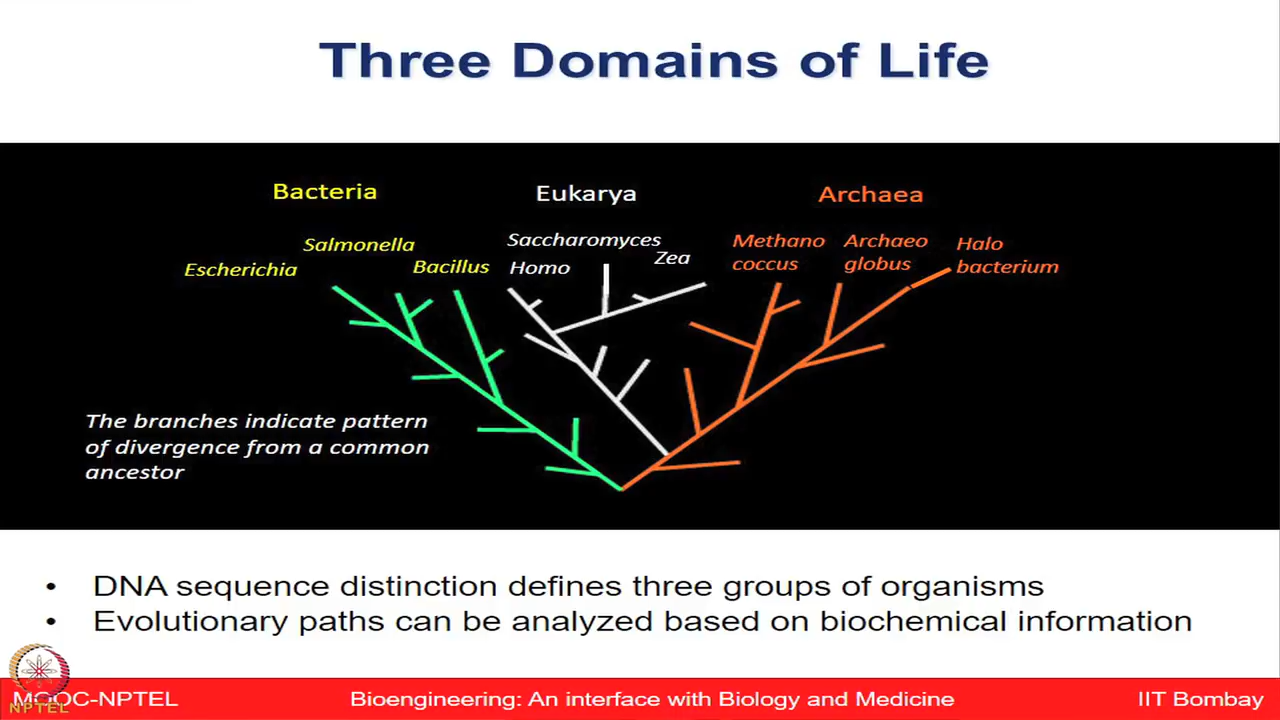 Three Domains of Life
Bacteria
Eukarya
Archaea
Escherichia
Salmonella
Bacillus
Homo
Saccharomyces
Zea
Methano
coccus
Archaeo
globus
Halo
bacterium
The branches indicate pattern
of divergence from a common
ancestor
• DNA sequence distinction defines three groups of organisms
• Evolutionary paths can be analyzed based on biochemical information
NPTEL
MOOC-NPTEL
Bioengineering: An interface with Biology and Medicine
IIT Bombay